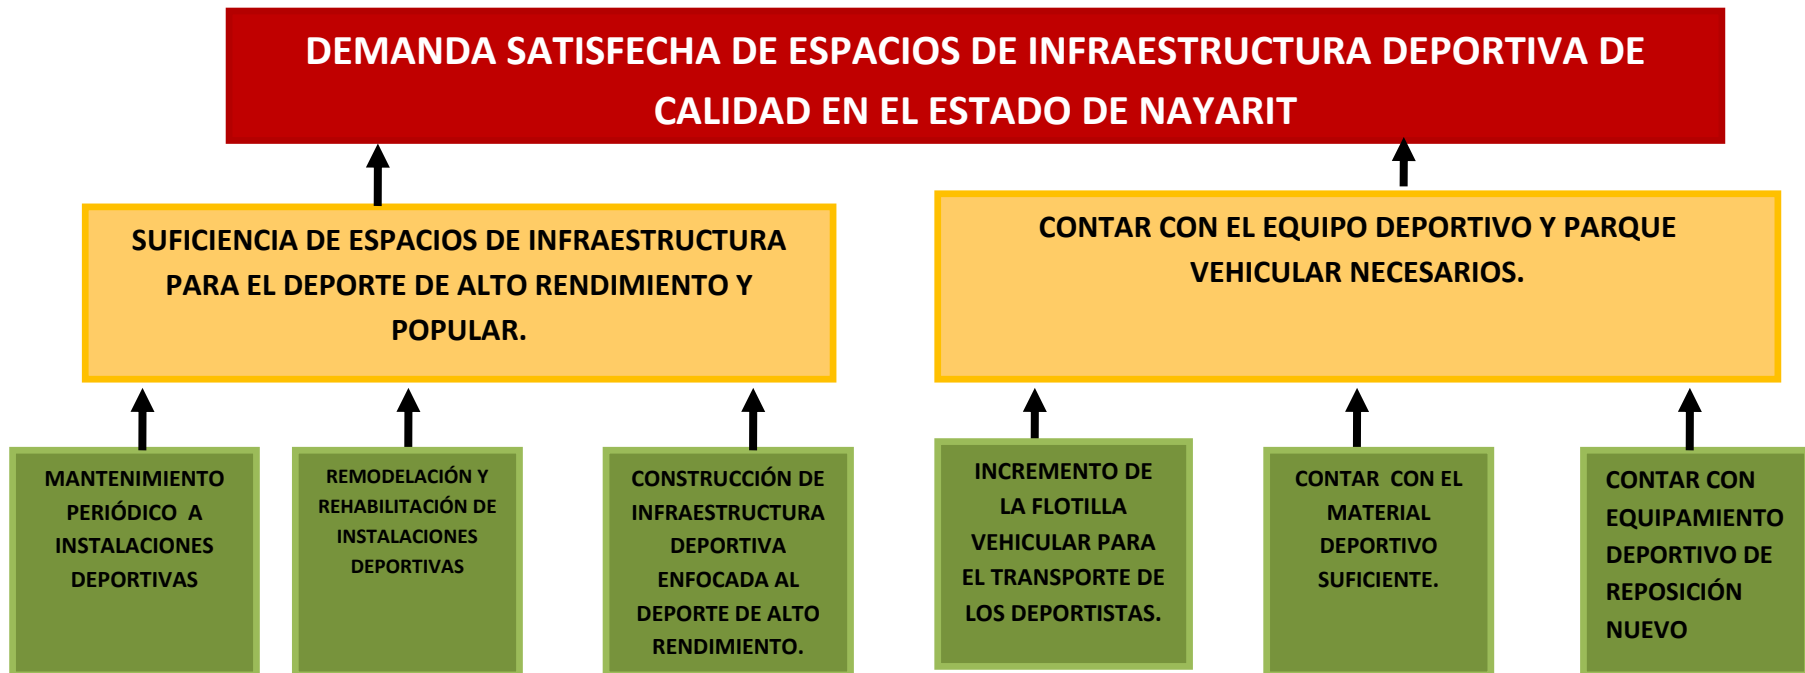 DEMANDA SATISFECHA DE ESPACIOS DE INFRAESTRUCTURA DEPORTIVA DE
CALIDAD EN EL ESTADO DE NAYARIT
SUFICIENCIA DE ESPACIOS DE INFRAESTRUCTURA
PARA EL DEPORTE DE ALTO RENDIMIENTO Y
POPULAR.
CONTAR CON EL EQUIPO DEPORTIVO Y PARQUE
VEHICULAR NECESARIOS.
MANTENIMIENTO
PERIÓDICO A
INSTALACIONES
DEPORTIVAS
REMODELACIÓN Y
REHABILITACIÓN DE
INSTALACIONES
DEPORTIVAS
CONSTRUCCIÓN DE
INFRAESTRUCTURA
DEPORTIVA
ENFOCADA AL
DEPORTE DE ALTO
RENDIMIENTO.
INCREMENTO DE
LA FLOTILLA
VEHICULAR PARA
EL TRANSPORTE DE
LOS DEPORTISTAS.
CONTAR CON EL
MATERIAL
DEPORTIVO
SUFICIENTE.
CONTAR CON
EQUIPAMIENTO
DEPORTIVO DE
REPOSICIÓN
NUEVO